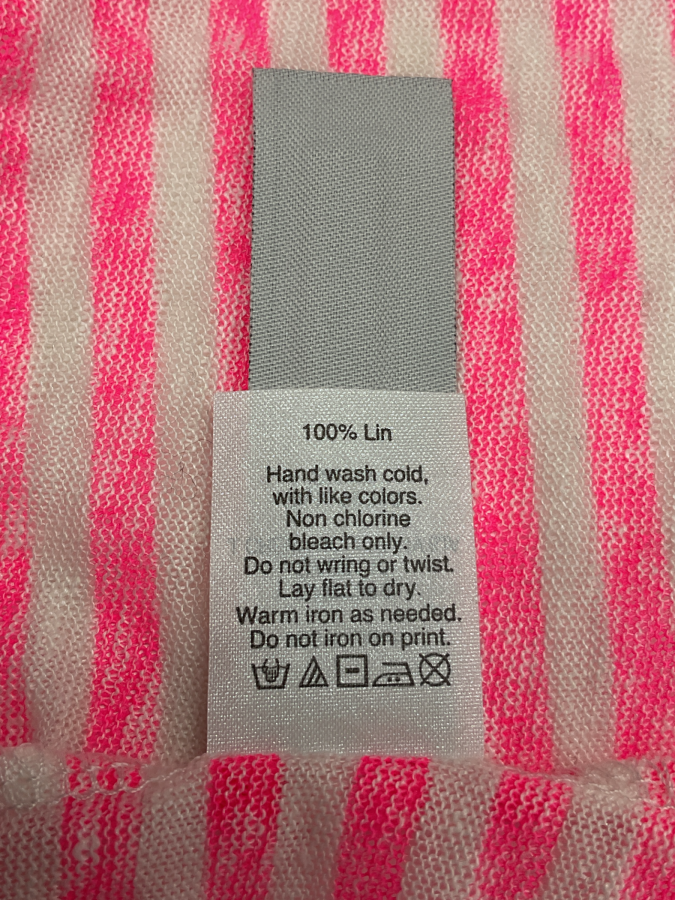 100% Lin
Hand wash cold,
with like colors.
Non chlorine
bleach only.
Do not wring or twist.
Lay flat to dry.
Warm iron as needed.
Do not iron on print.